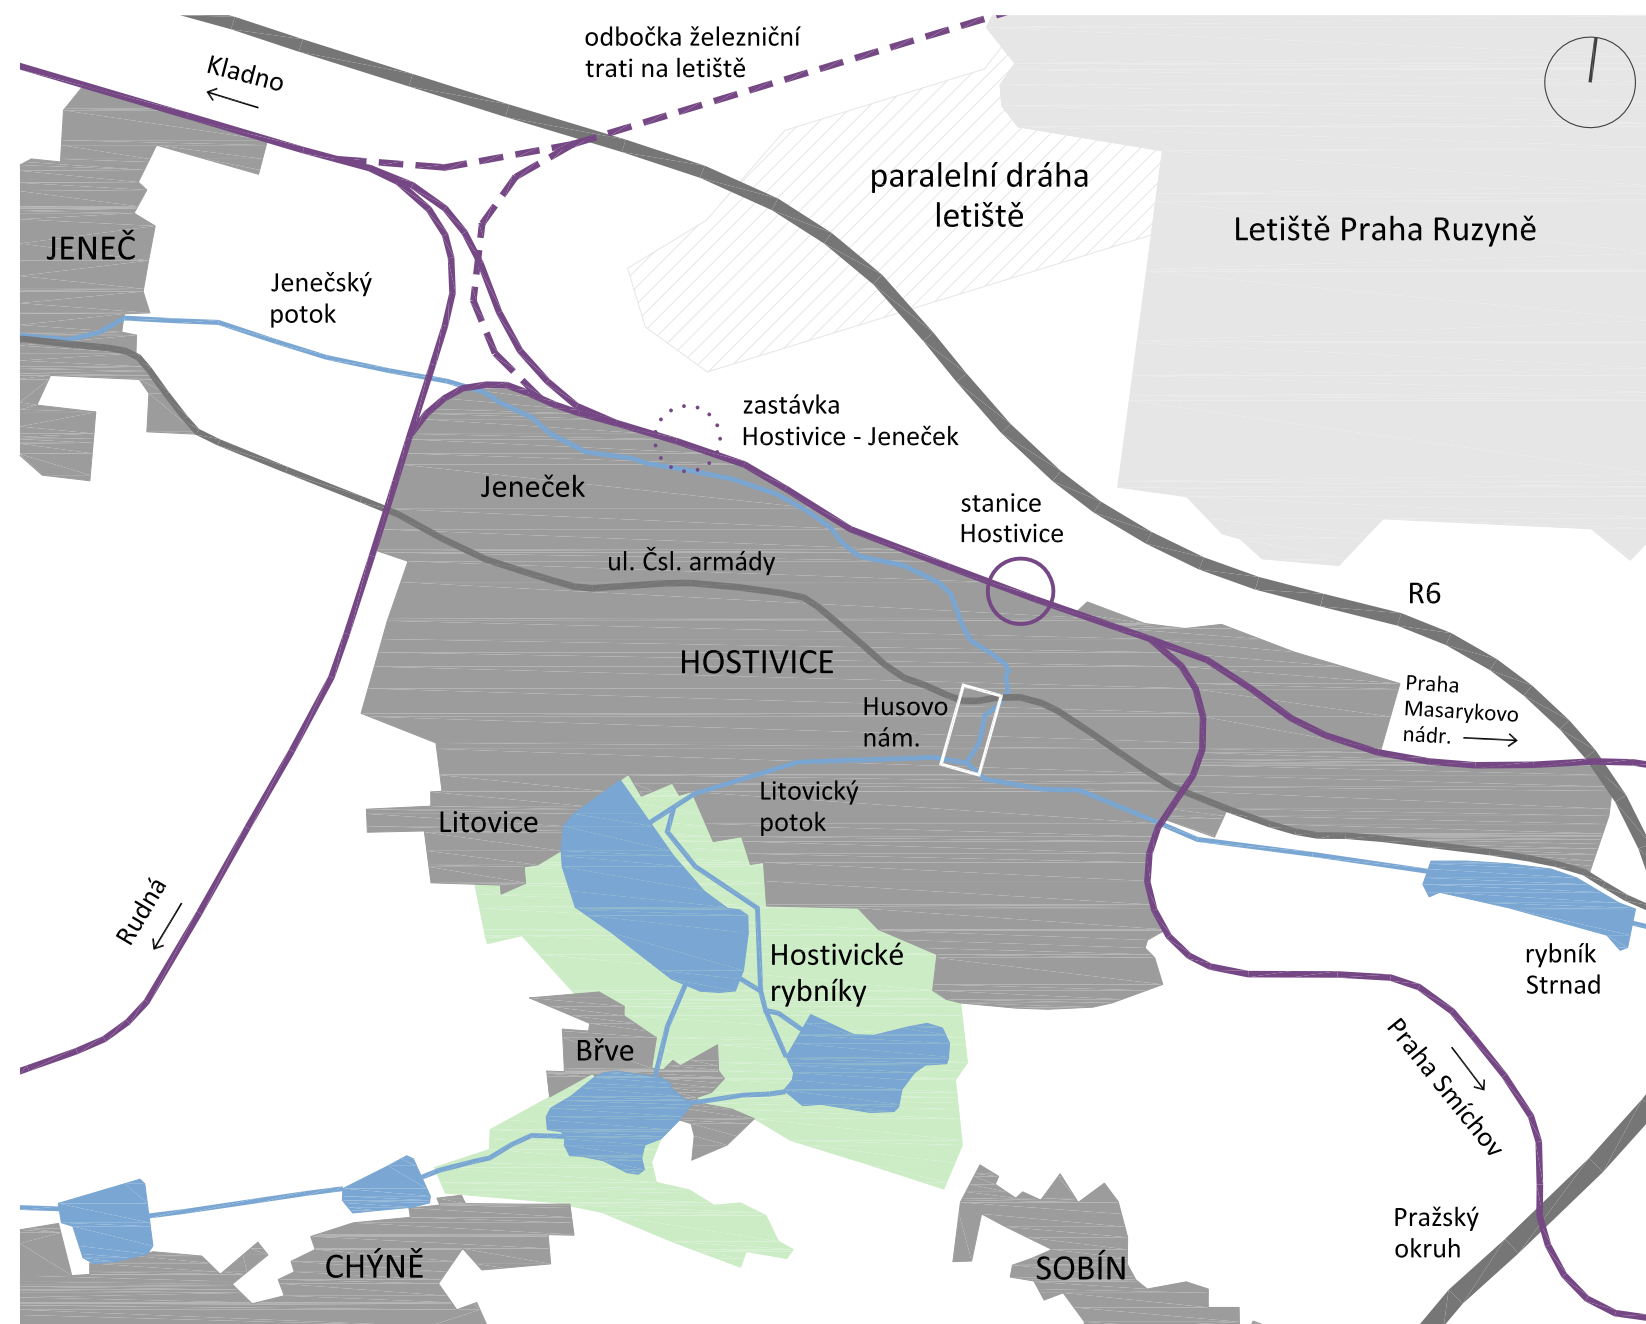 odbočka železniční
trati na letiště
Kladno
paralelní dráha
letiště
Letiště Praha Ruzyně
JENEČ
Jenečský
potok
zastávka
Hostivice - Jeneček
Jeneček
stanice
Hostivice
ul. Čsl. armády
R6
HOSTIVICE
Husovo
nám.
Praha
Masarykovo
nádr.
Litovický
potok
Litovice
Rudná
Hostivické
rybníky
rybník
Strnad
Břve
Praha Smíchov
Pražský
okruh
CHÝNĚ
SOBÍN